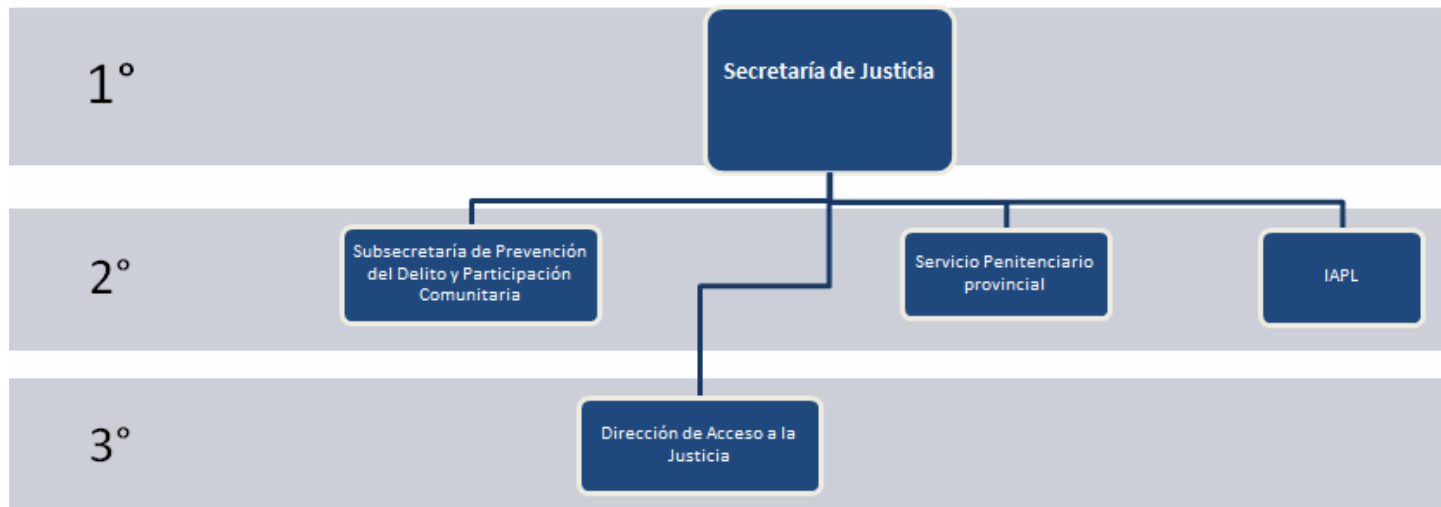 1°
Secretaría de Justicia
2°
Subsecretaría de Prevención
del Delito y Participación
Comunitaria
Servicio Penitenciario
provincial
IAPL
3°
Dirección de Acceso a la
Justicia